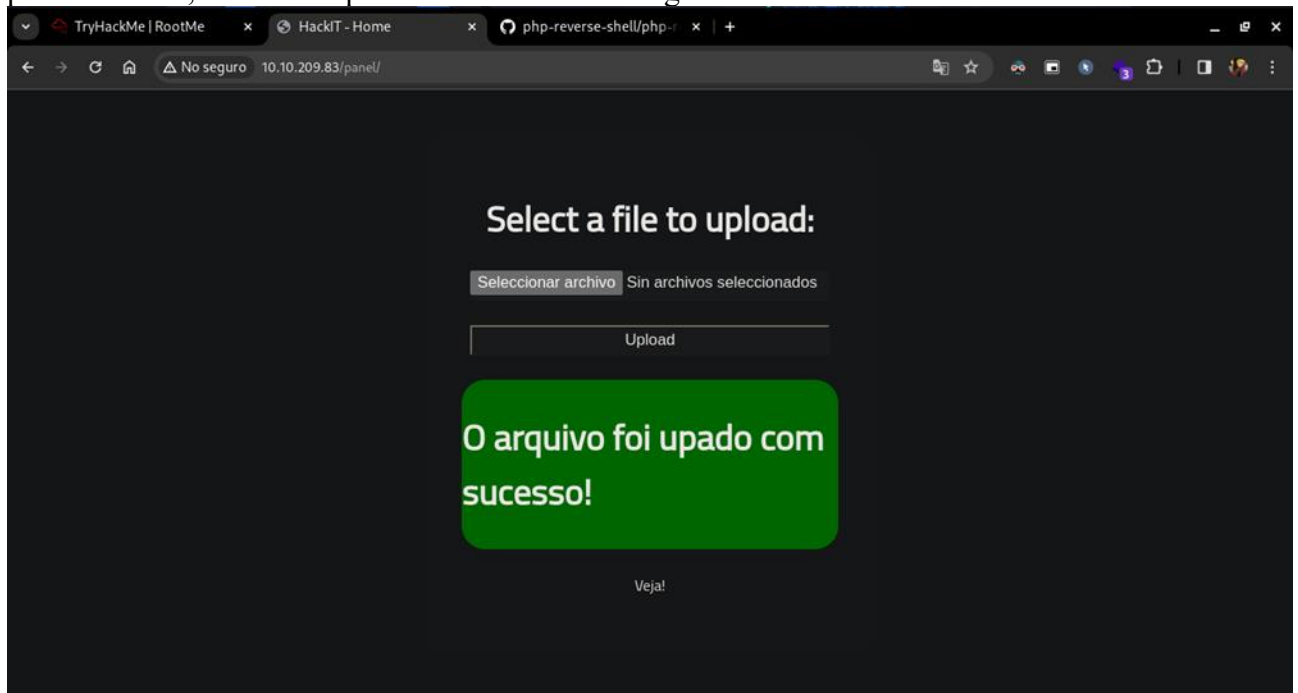 TryHackMe | RootMe
HackIT - Home
php-reverse-shell/php-r
No seguro
10.10.209.83/panel/
3
Select a file to upload:
Seleccionar archivo Sin archivos seleccionados
Upload
O arquivo foi upado com
sucesso!
Veja!